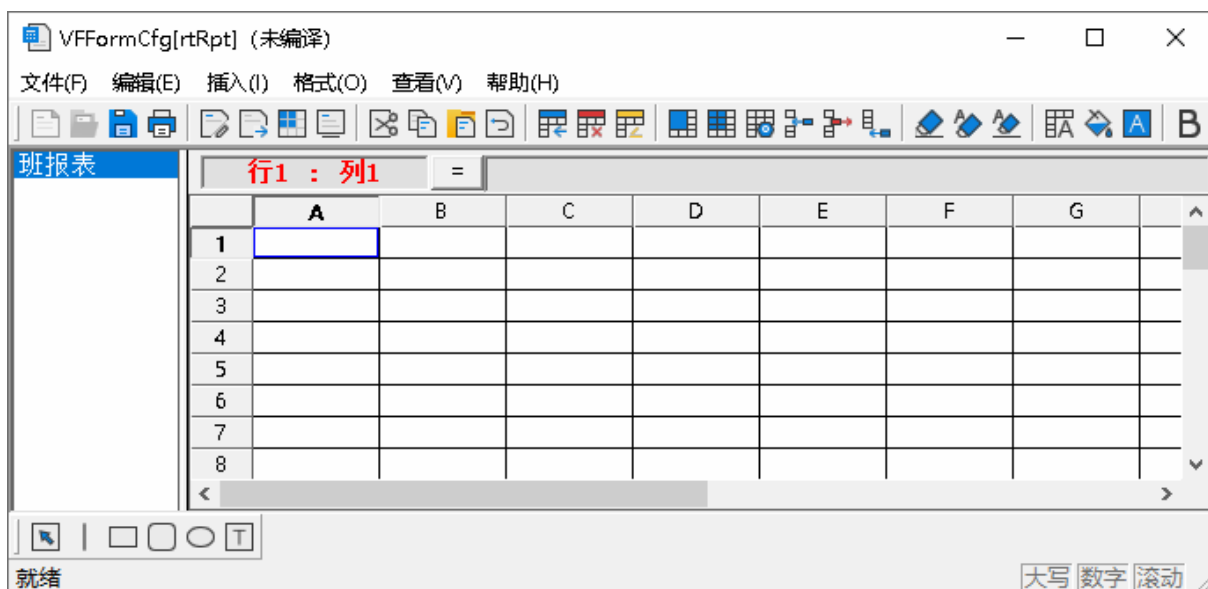 VFFormCfg[rtRpt] (未编译)
文件(F) 编辑(E) 插入(I) 格式(O) 查看(V) 帮助(H)
B
班报表
行1 : 列1 =
A B C D E F G
1
2
3
4
5
6
7
8
T
就绪 大写 数字 滚动